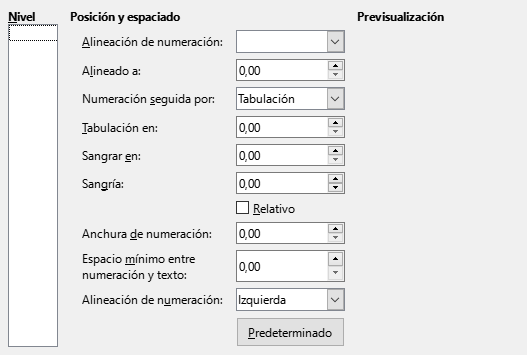 Nivel Posición y espaciado Previsualización
Alineación de numeración:
Alineado a: 0,00
Numeración seguida por: Tabulación
Tabulación en: 0,00
Sangrar en: 0,00
Sangría: 0,00
Relativo
Anchura de numeración: 0,00
Espacio mínimo entre
numeración y texto: 0,00
Alineación de numeración: Izquierda
Predeterminado